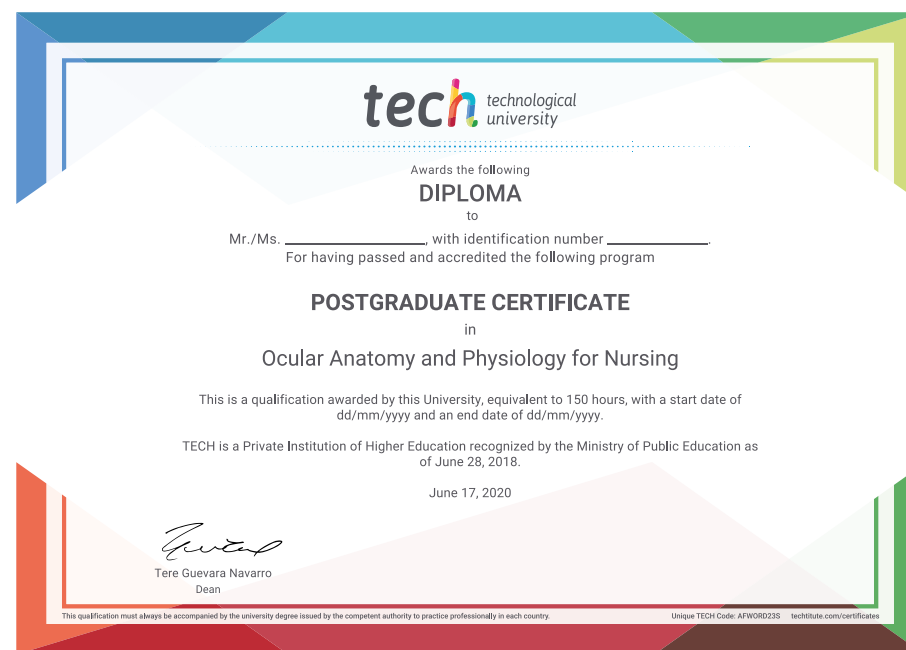 tech technological
university
Awards the following
DIPLOMA
to
Mr./Ms. ____________, with identification number ____________.
For having passed and accredited the following program
POSTGRADUATE CERTIFICATE
in
Ocular Anatomy and Physiology for Nursing
This is a qualification awarded by this University, equivalent to 150 hours, with a start date of
dd/mm/yyyy and an end date of dd/mm/yyyy.
TECH is a Private Institution of Higher Education recognized by the Ministry of Public Education as
of June 28, 2018.
June 17, 2020
Tere Guevara Navarro
Dean
This qualification must always be accompanied by the university degree issued by the competent authority to practice professionally in each country.
Unique TECH Code: AFWORD23S techtitute.com/certificates